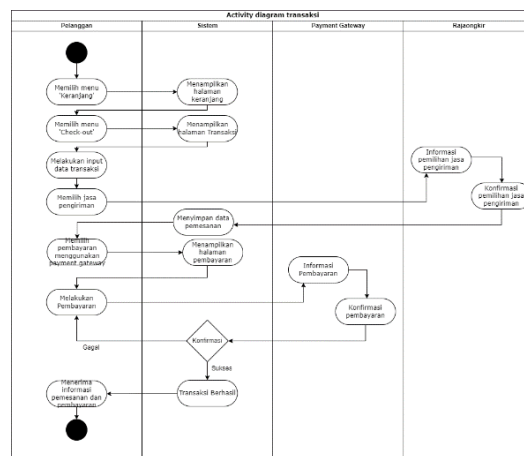 Activity diagram transaksi
Pelanggan
Sistem
Payment Gateway
Rajaongkir
Memilih menu
'Keranjang'
Menampilkan
halaman
keranjang
Memilih menu
'Check-out'
Menampilkan
halaman Transaksi
Melakukan input
data transaksi
Informasi
pemilihan jasa
pengiriman
Memilih jasa
pengiriman
Konfirmasi
pemilihan jasa
pengiriman
Menyimpan data
pemesanan
Memilih
pembayaran
menggunakan
payment gateway
Menampilkan
halaman
pembayaran
Informasi
Pembayaran
Melakukan
Pembayaran
Konfirmasi
pembayaran
Konfirmasi
Gagal
Sukses
Menerima
informasi
pemesanan dan
pembayaran
Transaksi Berhasil